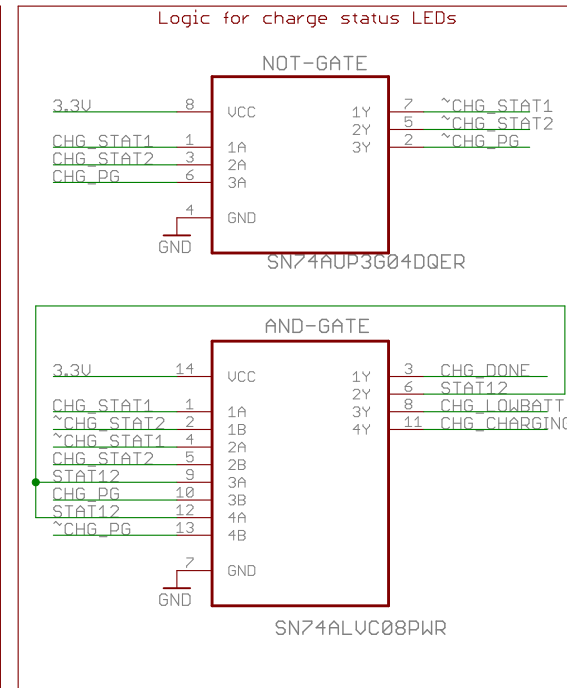 Logic for charge status LEDs
NOT-GATE
3.3V 8 VCC 1Y 7 ~CHG_STAT1
2Y 5 ~CHG_STAT2
CHG_STAT1 1 1A 3Y 2 ~CHG_PG
CHG_STAT2 3 2A
CHG_PG 6 3A
4 GND
GND
SN74AUP3G04DQER
AND-GATE
3.3V 14 VCC 1Y 3 CHG_DONE
2Y 6 STAT12
CHG_STAT1 1 1A 3Y 8 CHG_LOWBATT
~CHG_STAT2 2 1B 4Y 11 CHG_CHARGING
~CHG_STAT1 4 2A
CHG_STAT2 5 2B
STAT12 9 3A
CHG_PG 10 3B
STAT12 12 4A
~CHG_PG 13 4B
7 GND
GND
SN74ALVC08PWR